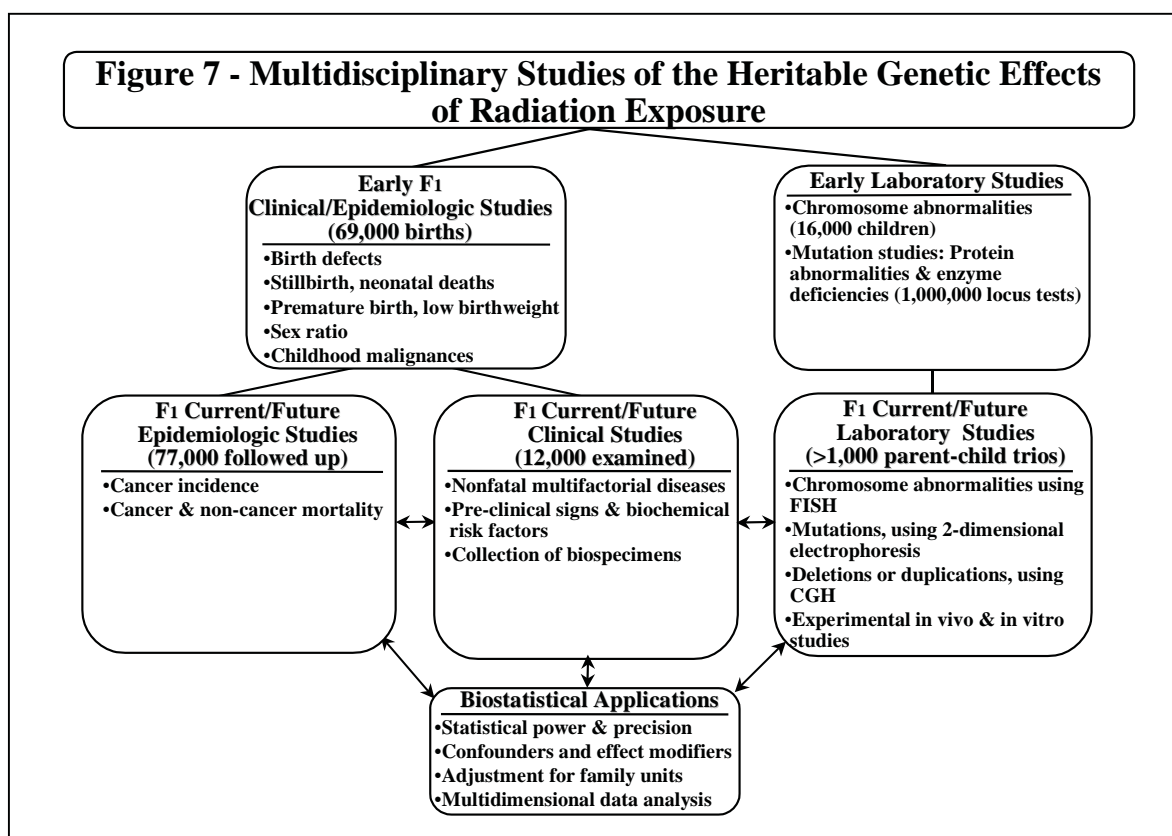 Figure 7 - Multidisciplinary Studies of the Heritable Genetic Effects
of Radiation Exposure
Early F1
Clinical/Epidemiologic Studies
(69,000 births)
•Birth defects
•Stillbirth, neonatal deaths
•Premature birth, low birthweight
•Sex ratio
•Childhood malignances
Early Laboratory Studies
•Chromosome abnormalities
(16,000 children)
•Mutation studies: Protein
abnormalities & enzyme
deficiencies (1,000,000 locus tests)
F1 Current/Future
Epidemiologic Studies
(77,000 followed up)
•Cancer incidence
•Cancer & non-cancer mortality
F1 Current/Future
Clinical Studies
(12,000 examined)
•Nonfatal multifactorial diseases
•Pre-clinical signs & biochemical
risk factors
•Collection of biospecimens
F1 Current/Future
Laboratory Studies
(>1,000 parent-child trios)
•Chromosome abnormalities using
FISH
•Mutations, using 2-dimensional
electrophoresis
•Deletions or duplications, using
CGH
•Experimental in vivo & in vitro
studies
Biostatistical Applications
•Statistical power & precision
•Confounders and effect modifiers
•Adjustment for family units
•Multidimensional data analysis